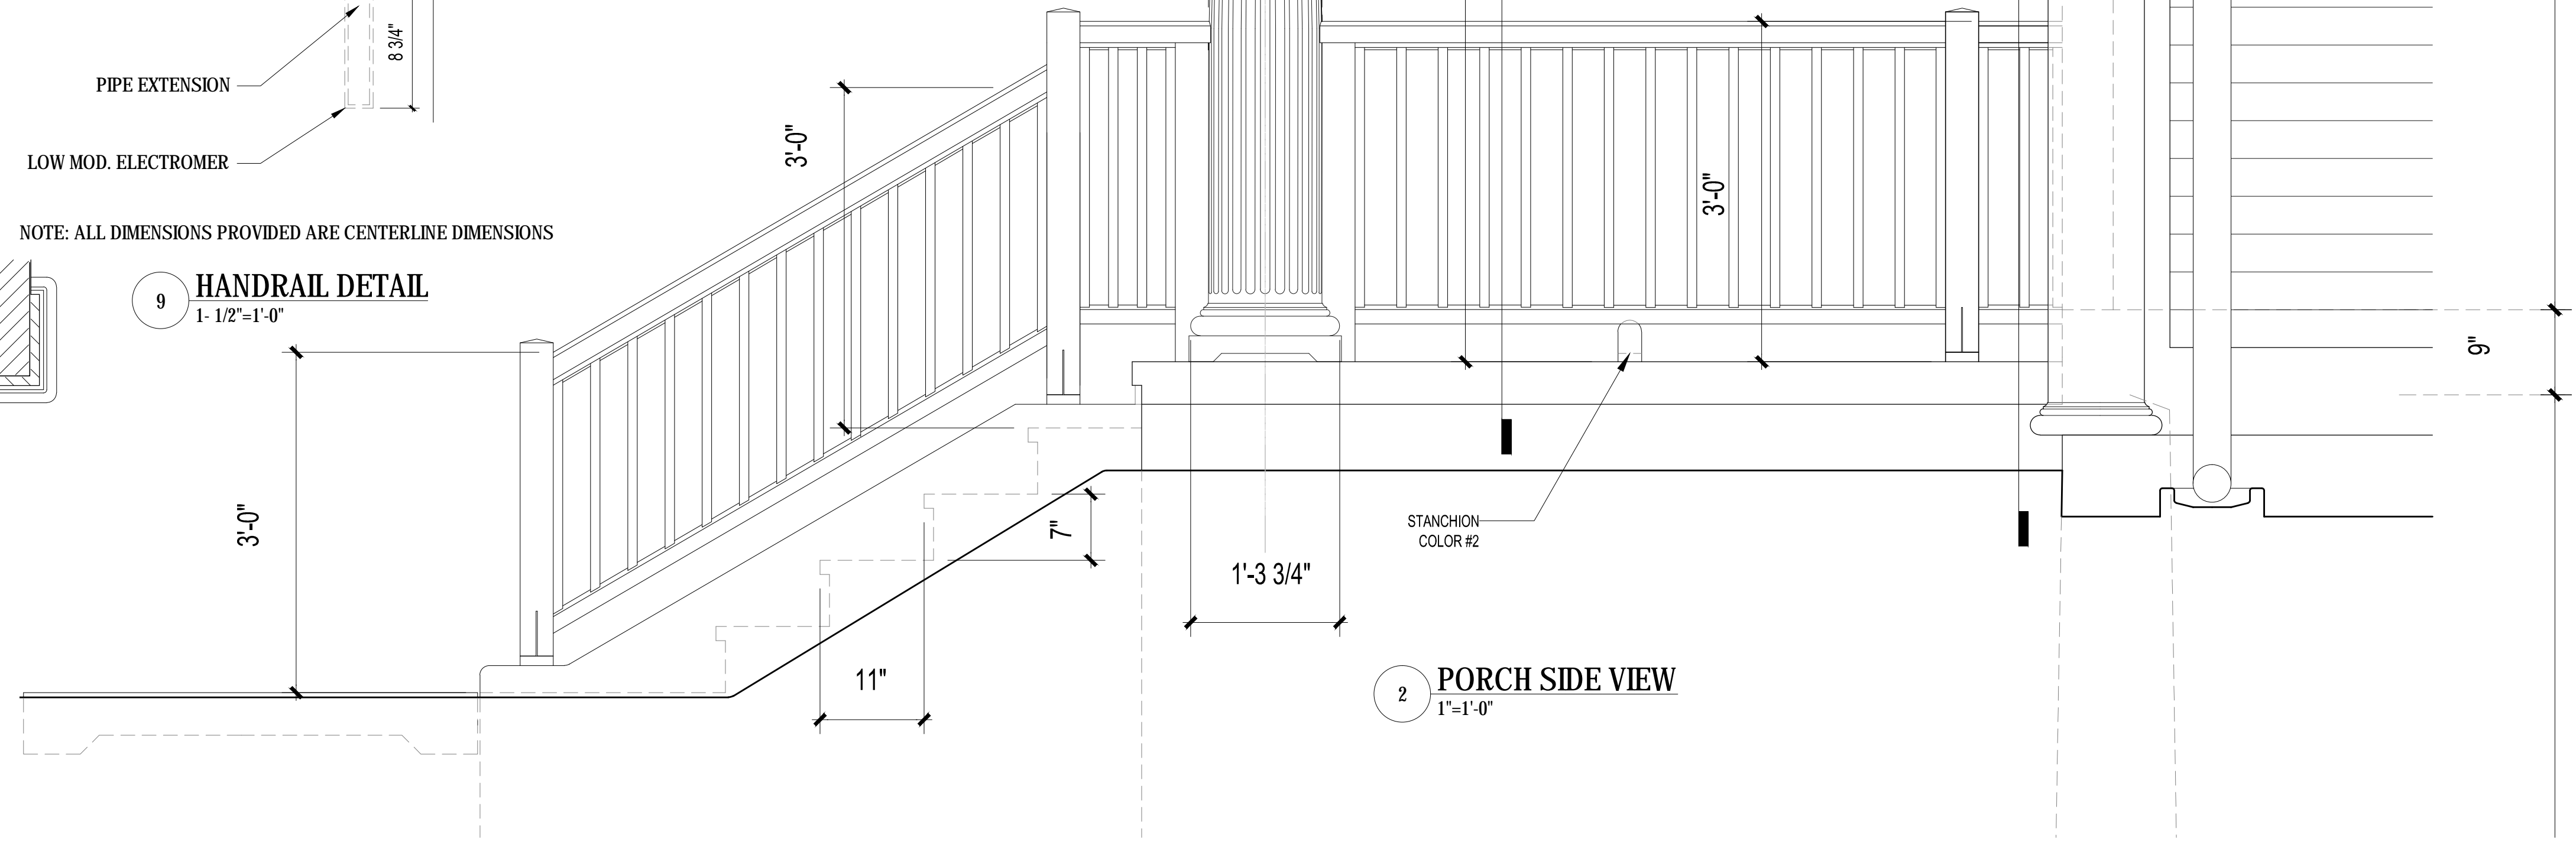 8 3/4"
PIPE EXTENSION
LOW MOD. ELECTROMER
NOTE: ALL DIMENSIONS PROVIDED ARE CENTERLINE DIMENSIONS
9
HANDRAIL DETAIL
1- 1/2"=1'-0"
3'-0"
3'-0"
3'-0"
9"
7"
11"
1'-3 3/4"
STANCHION
COLOR #2
2
PORCH SIDE VIEW
1"=1'-0"